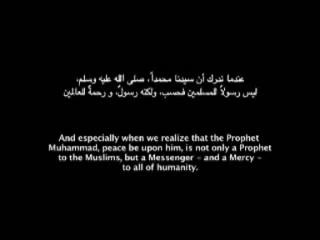 عندما ندرك أن سيدنا محمداً، صلى الله عليه وسلم،
ليس رسولاً للمسلمين فحسب، ولكنه رسولٌ، و رحمةٌ للعالمين
And especially when we realize that the Prophet
Muhammad, peace be upon him, is not only a Prophet
to the Muslims, but a Messenger – and a Mercy –
to all of humanity.